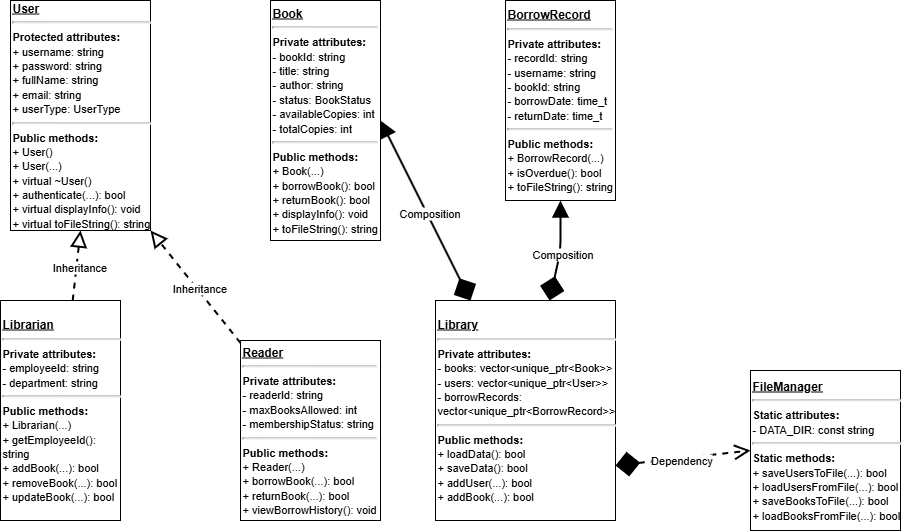 User
Protected attributes:
+ username: string
+ password: string
+ fullName: string
+ email: string
+ userType: UserType
Public methods:
+ User()
+ User(...)
+ virtual ~User()
+ authenticate(...): bool
+ virtual displayInfo(): void
+ virtual toFileString(): string
Book
Private attributes:
- bookId: string
- title: string
- author: string
- status: BookStatus
- availableCopies: int
- totalCopies: int
Public methods:
+ Book(...)
+ borrowBook(): bool
+ returnBook(): bool
+ displayInfo(): void
+ toFileString(): string
BorrowRecord
Private attributes:
- recordId: string
- username: string
- bookId: string
- borrowDate: time_t
- returnDate: time_t
Public methods:
+ BorrowRecord(...)
+ isOverdue(): bool
+ toFileString(): string
Inheritance
Inheritance
Composition
Composition
Librarian
Private attributes:
- employeeId: string
- department: string
Public methods:
+ Librarian(...)
+ getEmployeeId():
string
+ addBook(...): bool
+ removeBook(...): bool
+ updateBook(...): bool
Reader
Private attributes:
- readerId: string
- maxBooksAllowed: int
- membershipStatus: string
Public methods:
+ Reader(...)
+ borrowBook(...): bool
+ returnBook(...): bool
+ viewBorrowHistory(): void
Library
Private attributes:
- books: vector<unique_ptr<Book>>
- users: vector<unique_ptr<User>>
- borrowRecords:
vector<unique_ptr<BorrowRecord>>
Public methods:
+ loadData(): bool
+ saveData(): bool
+ addUser(...): bool
+ addBook(...): bool
Dependency
FileManager
Static attributes:
- DATA_DIR: const string
Static methods:
+ saveUsersToFile(...): bool
+ loadUsersFromFile(...): bool
+ saveBooksToFile(...): bool
+ loadBooksFromFile(...): bool